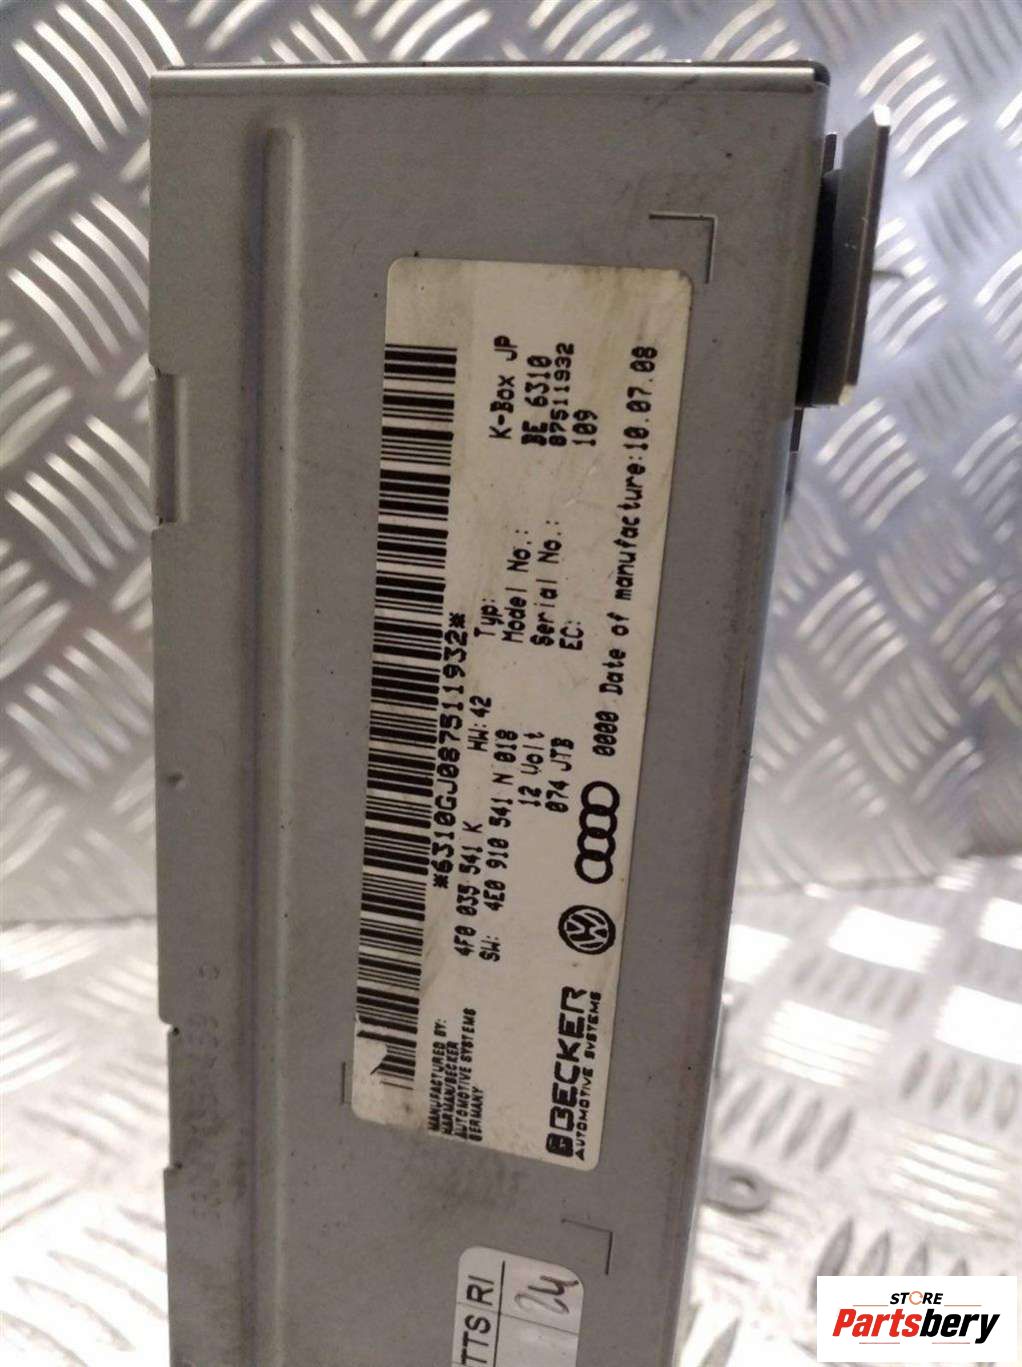 *6310GJ087511932*
4F0 035 541 K HW: 42 Typ: K-Box JP
SW: 4E0 910 541 N 018 Model No.: BE 6310
12 Volt Serial No.: 87511932
074 JTB EC: 109
0000 Date of manufacture:10.07.08
MANUFACTURED BY:
HARMAN/BECKER
AUTOMOTIVE SYSTEMS
GERMANY
BECKER
AUTOMOTIVE SYSTEMS
TTS RI
24
STORE
Partsbery